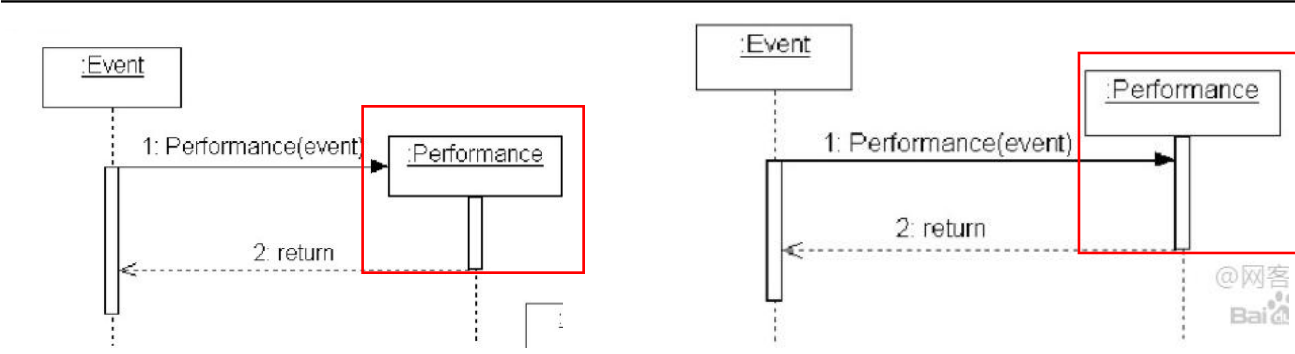 :Event
1: Performance(event)
:Performance
2: return
:
:Event
:Performance
1: Performance(event)
2: return
@网客
Bai